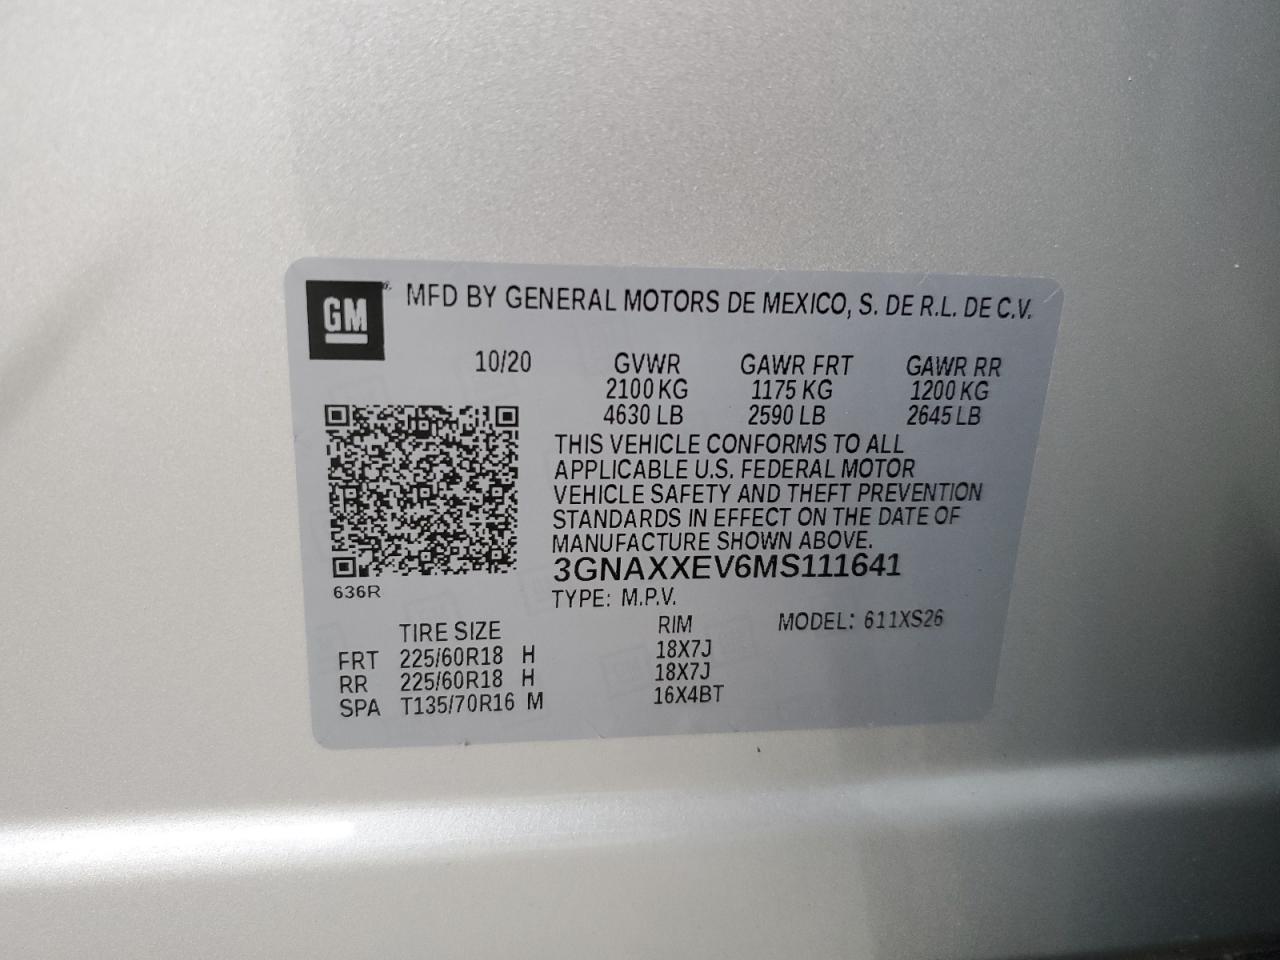 GM
MFD BY GENERAL MOTORS DE MEXICO, S. DE R.L. DE C.V.
10/20 GVWR GAWR FRT GAWR RR
2100 KG 1175 KG 1200 KG
4630 LB 2590 LB 2645 LB
THIS VEHICLE CONFORMS TO ALL
APPLICABLE U.S. FEDERAL MOTOR
VEHICLE SAFETY AND THEFT PREVENTION
STANDARDS IN EFFECT ON THE DATE OF
MANUFACTURE SHOWN ABOVE.
3GNAXXEV6MS111641
636R
TYPE: M.P.V.
TIRE SIZE RIM MODEL: 611XS26
FRT 225/60R18 H 18X7J
RR 225/60R18 H 18X7J
SPA T135/70R16 M 16X4BT